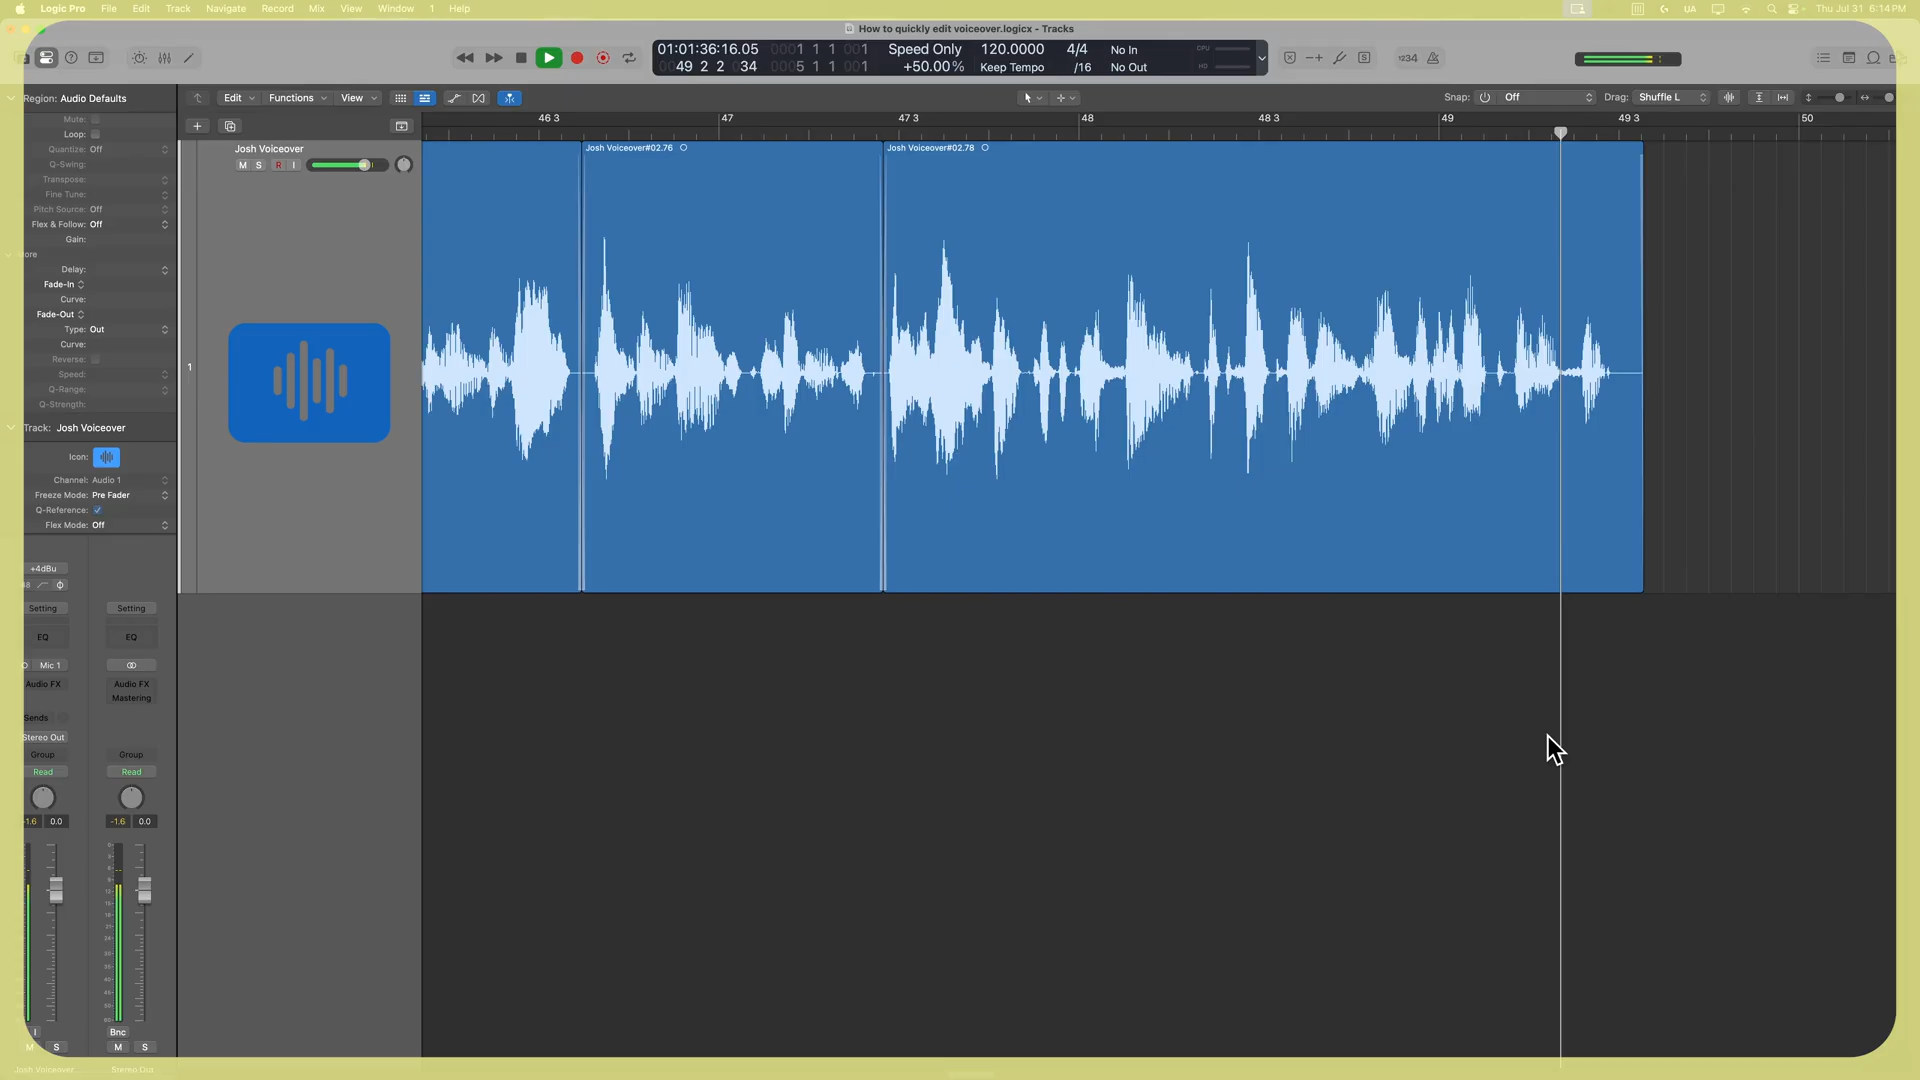 Logic Pro File Edit Track Navigate Record Mix View Window 1 Help
UA Thu Jul 31 6:14 PM
How to quickly edit voiceover.logicx - Tracks
01:01:36:16.05 0001 1 1 001 Speed Only 120.0000 4/4 No In CPU
0049 2 2 034 0005 1 1 001 +50.00% Keep Tempo /16 No Out HD
1234
S
Region: Audio Defaults
Edit Functions View
Snap: Off Drag: Shuffle L
Mute:
Loop:
Quantize: Off
Q-Swing:
Transpose:
Fine Tune:
Pitch Source: Off
Flex & Follow: Off
Gain:
Delay:
Fade-In
Curve:
Fade-Out
Type: Out
Curve:
Reverse:
Speed:
Q-Range:
Q-Strength:
Track: Josh Voiceover
Icon:
Channel: Audio 1
Freeze Mode: Pre Fader
Q-Reference:
Flex Mode: Off
46 3 47 47 3 48 48 3 49 49 3 50
Josh Voiceover
M S R I
1
Josh Voiceover#02.76
Josh Voiceover#02.78
+4dBu
Setting Setting
EQ EQ
Mic 1
Audio FX Audio FX
Mastering
Sends
Stereo Out
Group Group
Read Read
-1.6 0.0 -1.6 0.0
I Bnc
M S M S
Josh Voiceover Stereo Out